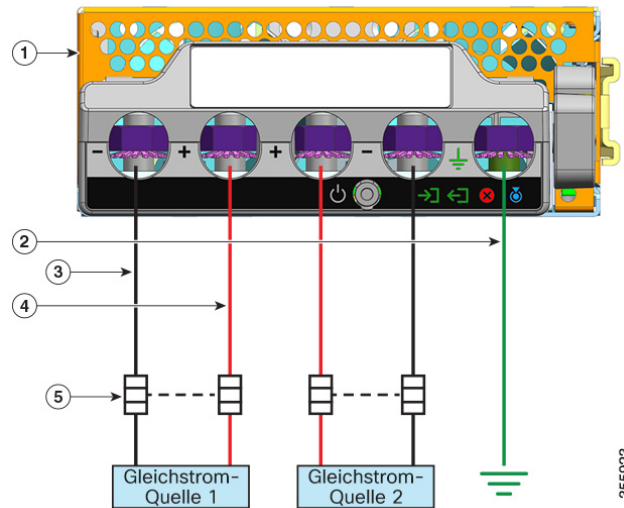 1
- + + -
2
3
4
5
Gleichstrom-
Quelle 1
Gleichstrom-
Quelle 2